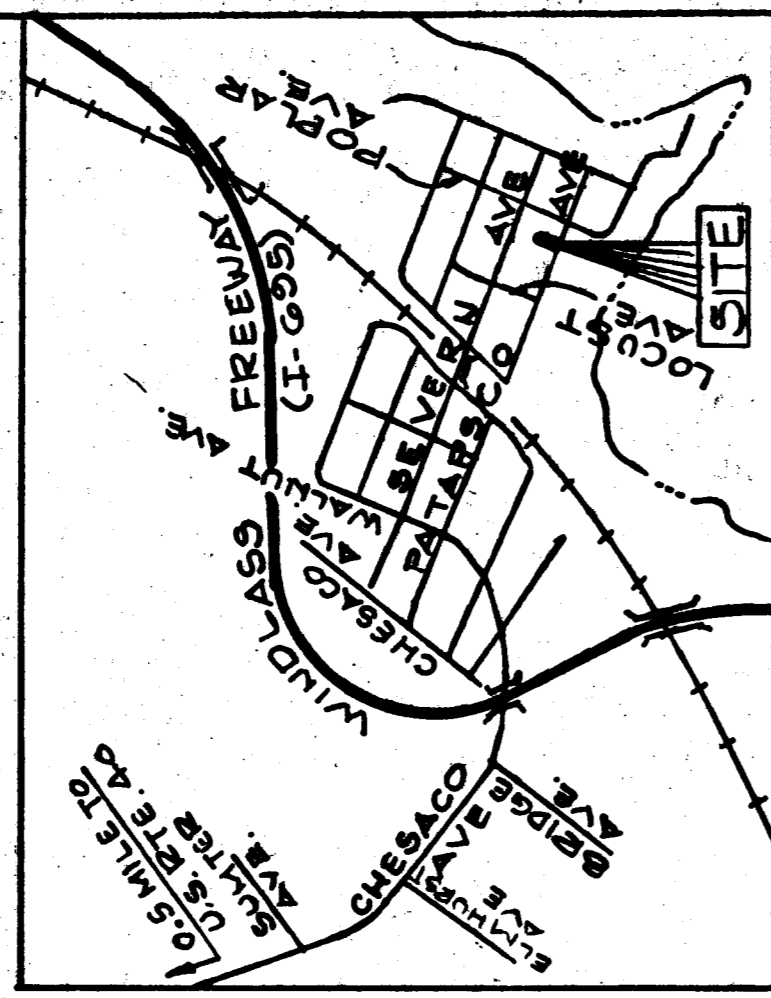 POPLAR
AVE.
FREEWAY
(I-695)
SEVERN AVE
PATAPSCO AVE
LOCUST
AVE
SITE
WALNUT AVE.
CHESACO
AVE.
WINDLASS
0.5 MILE TO
U.S. RTE. 40
SUMTER
AVE.
CHESACO
AVE
BRIDGE
AVE.
ELMHURST
AVE